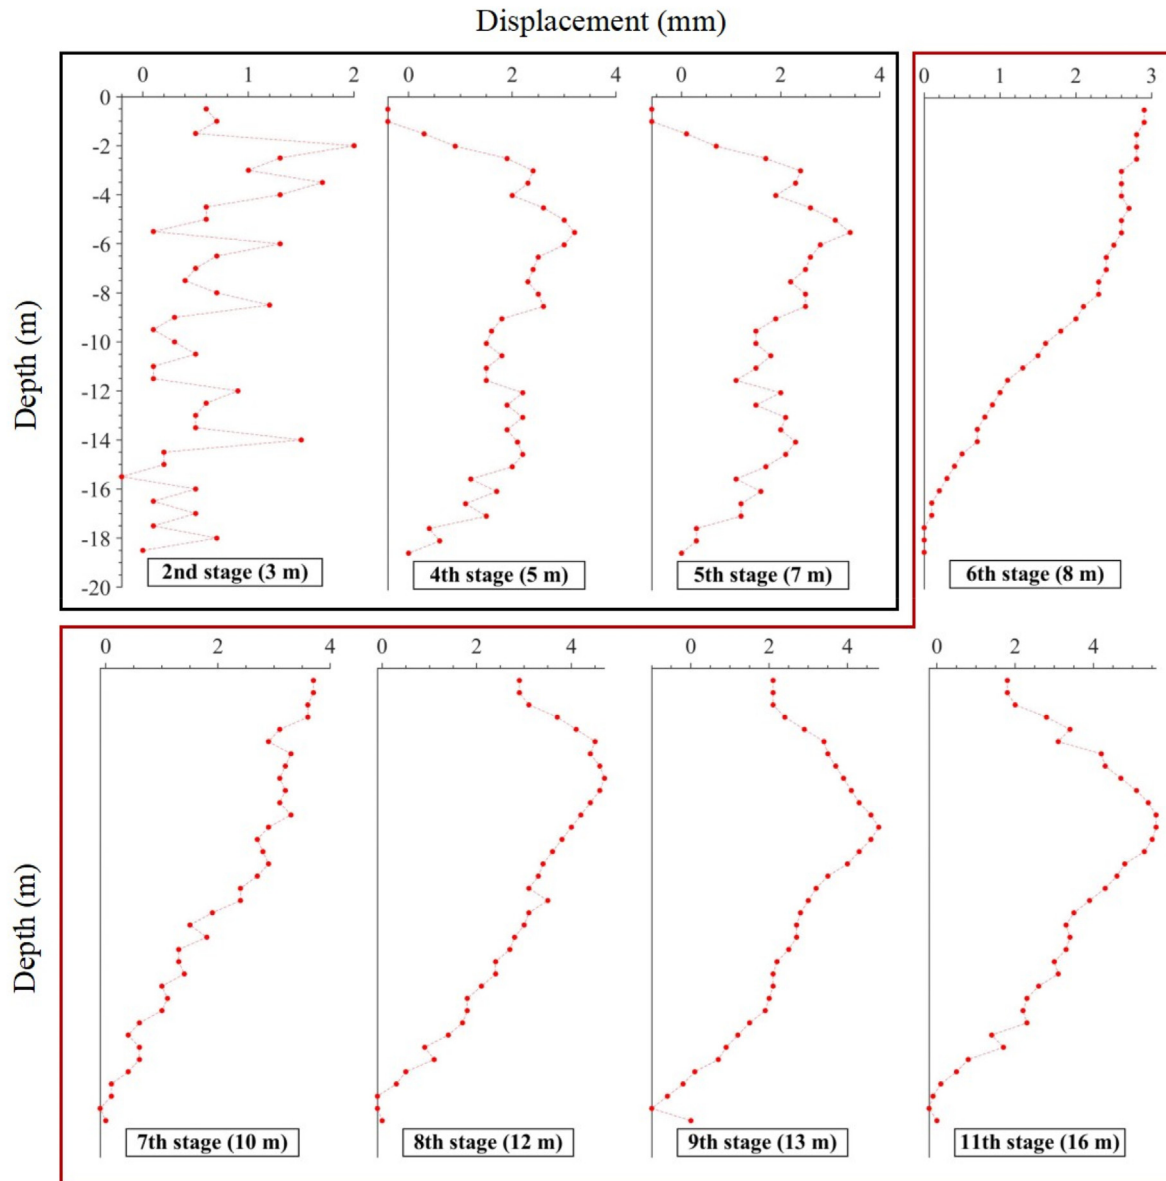 Displacement (mm)
0 1 2 0 2 4 0 2 4 0 1 2 3
0
-2
-4
-6
-8
-10
-12
-14
-16
-18
-20
Depth (m)
2nd stage (3 m) 4th stage (5 m) 5th stage (7 m) 6th stage (8 m)
0 2 4 0 2 4 0 2 4 0 2 4
Depth (m)
7th stage (10 m) 8th stage (12 m) 9th stage (13 m) 11th stage (16 m)